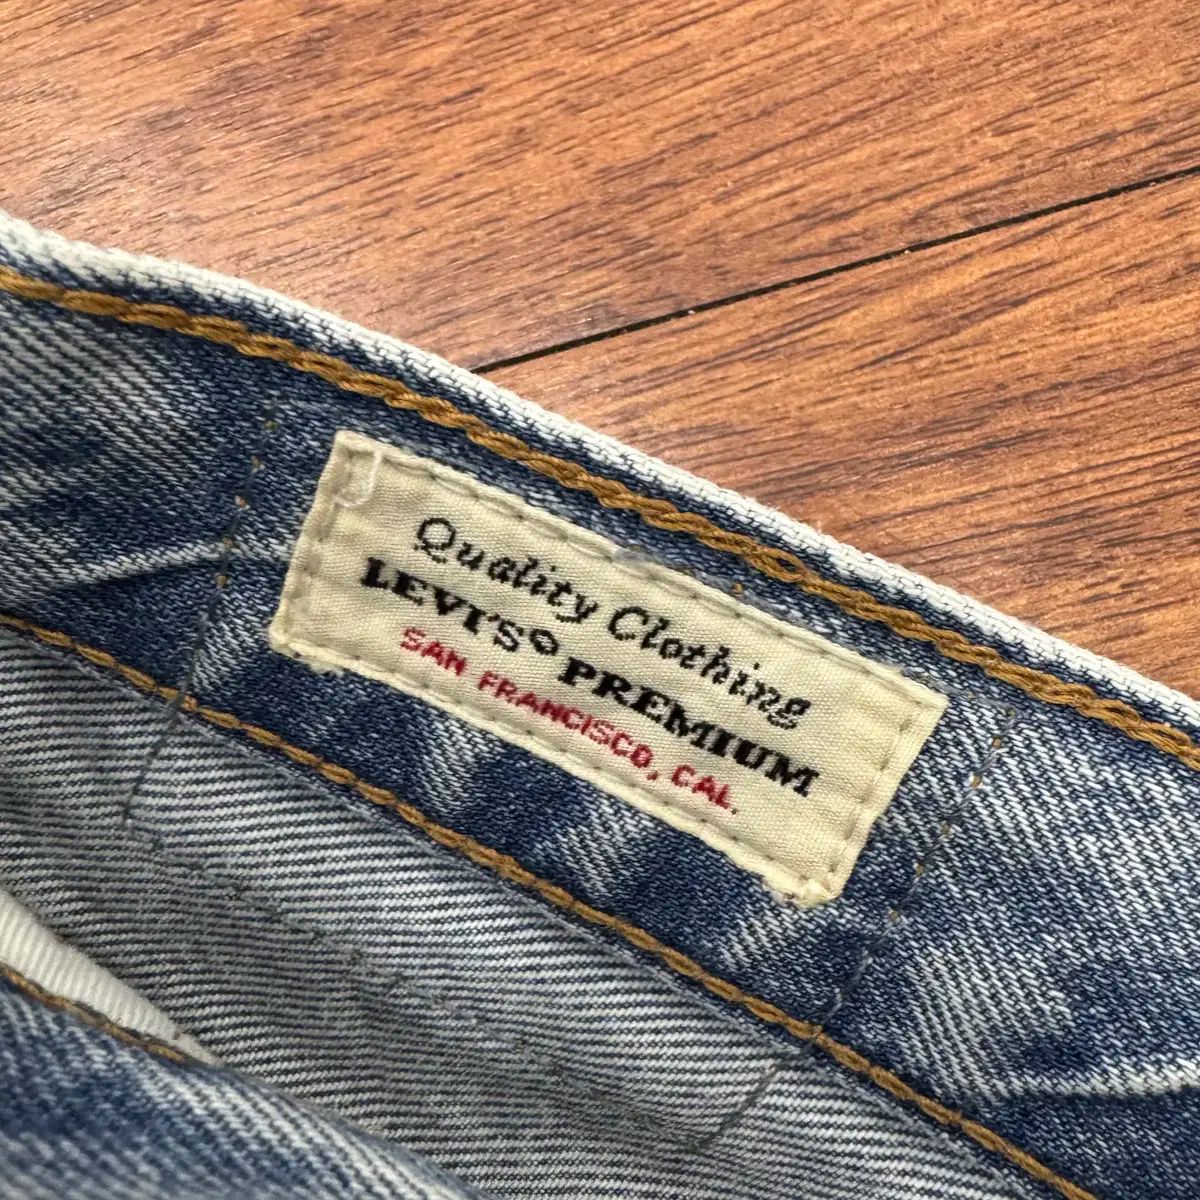 Quality Clothing
LEVI'S® PREMIUM
SAN FRANCISCO, CAL.